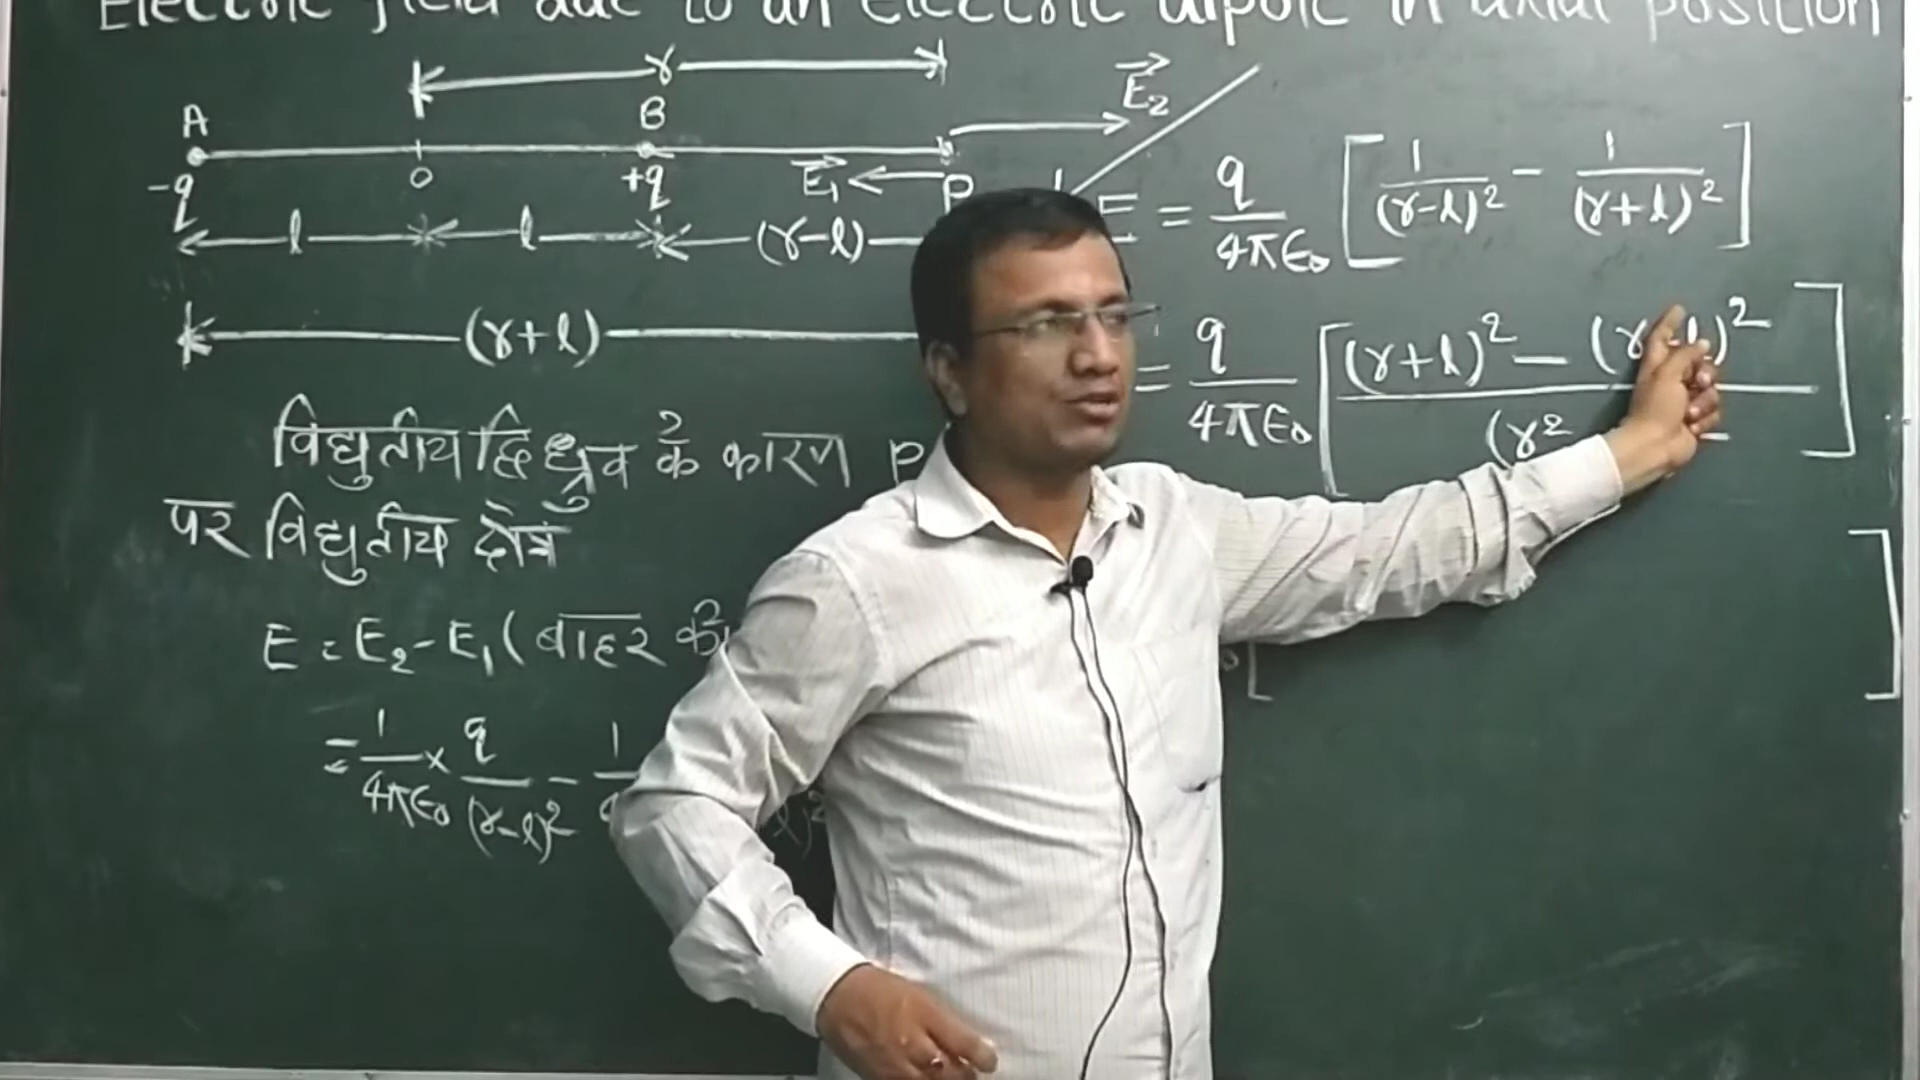 Electric field due to an electric dipole in axial position
r
A B
-q O +q P
E₁ E₂
l l (r-l)
(r+l)
विद्युतीय द्विध्रुव के कारण P
पर विद्युतीय क्षेत्र
E = E₂ - E₁ (बाहर की
= 1/4πε₀ × q/(r-l)² - 1
E = q/4πε₀ [1/(r-l)² - 1/(r+l)²]
= q/4πε₀ [(r+l)² - (r-l)² / (r²